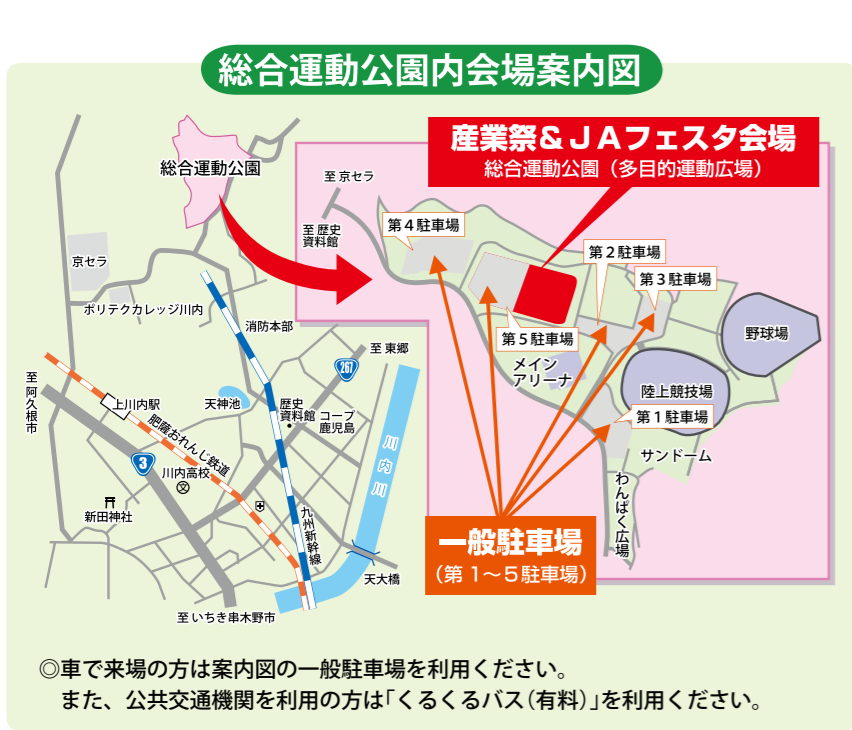 総合運動公園内会場案内図
産業祭&JAフェスタ会場
総合運動公園（多目的運動広場）
総合運動公園
至 京セラ
至 歴史
資料館
第４駐車場
第２駐車場
第３駐車場
第５駐車場
野球場
メイン
アリーナ
陸上競技場
第１駐車場
サンドーム
わんぱく広場
一般駐車場
（第１～５駐車場）
京セラ
ポリテクカレッジ川内
消防本部
至 東郷
267
至 阿久根市
上川内駅
天神池
歴史
資料館
コープ
鹿児島
肥薩おれんじ鉄道
川内川
3
川内高校
新田神社
九州新幹線
天大橋
至 いちき串木野市
◎車で来場の方は案内図の一般駐車場を利用ください。
また、公共交通機関を利用の方は「くるくるバス（有料）」を利用ください。